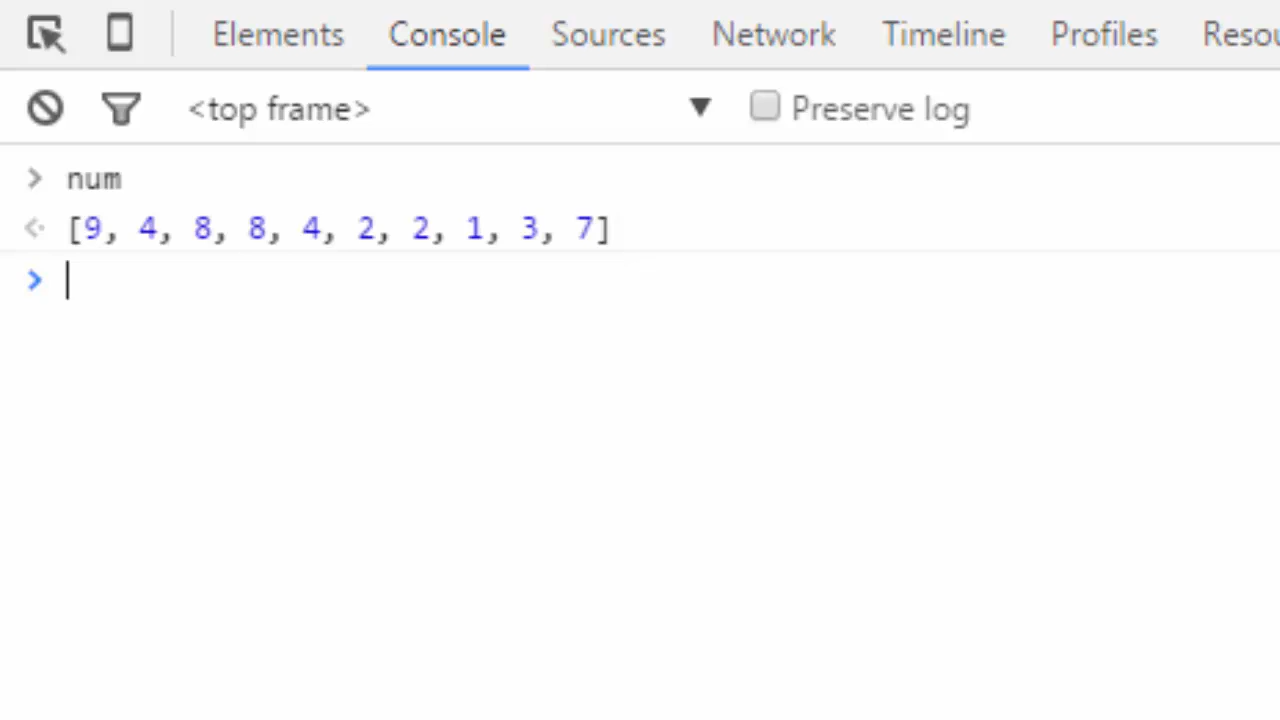 Elements Console Sources Network Timeline Profiles Resou
<top frame> ▼ Preserve log
> num
[9, 4, 8, 8, 4, 2, 2, 1, 3, 7]
>